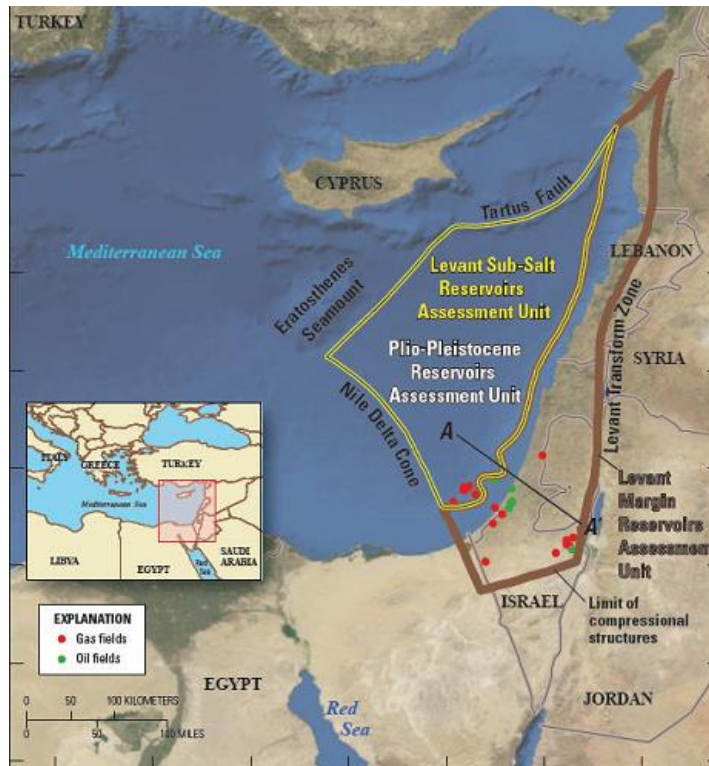 TURKEY
CYPRUS
Tartus Fault
Mediterranean Sea
LEBANON
Levant Sub-Salt
Reservoirs
Assessment Unit
Eratosthenes
Seamount
Levant Transform Zone
Plio-Pleistocene
Reservoirs
Assessment Unit
SYRIA
Nile Delta Cone
A
ITALY
GREECE
TURKEY
Mediterranean Sea
LIBYA
EGYPT
SAUDI
ARABIA
Red
Sea
Levant
Margin
Reservoirs
Assessment
Unit
A'
ISRAEL
Limit of
compressional
structures
EXPLANATION
Gas fields
Oil fields
EGYPT
JORDAN
0 50 100 KILOMETERS
0 50 100 MILES
Red
Sea